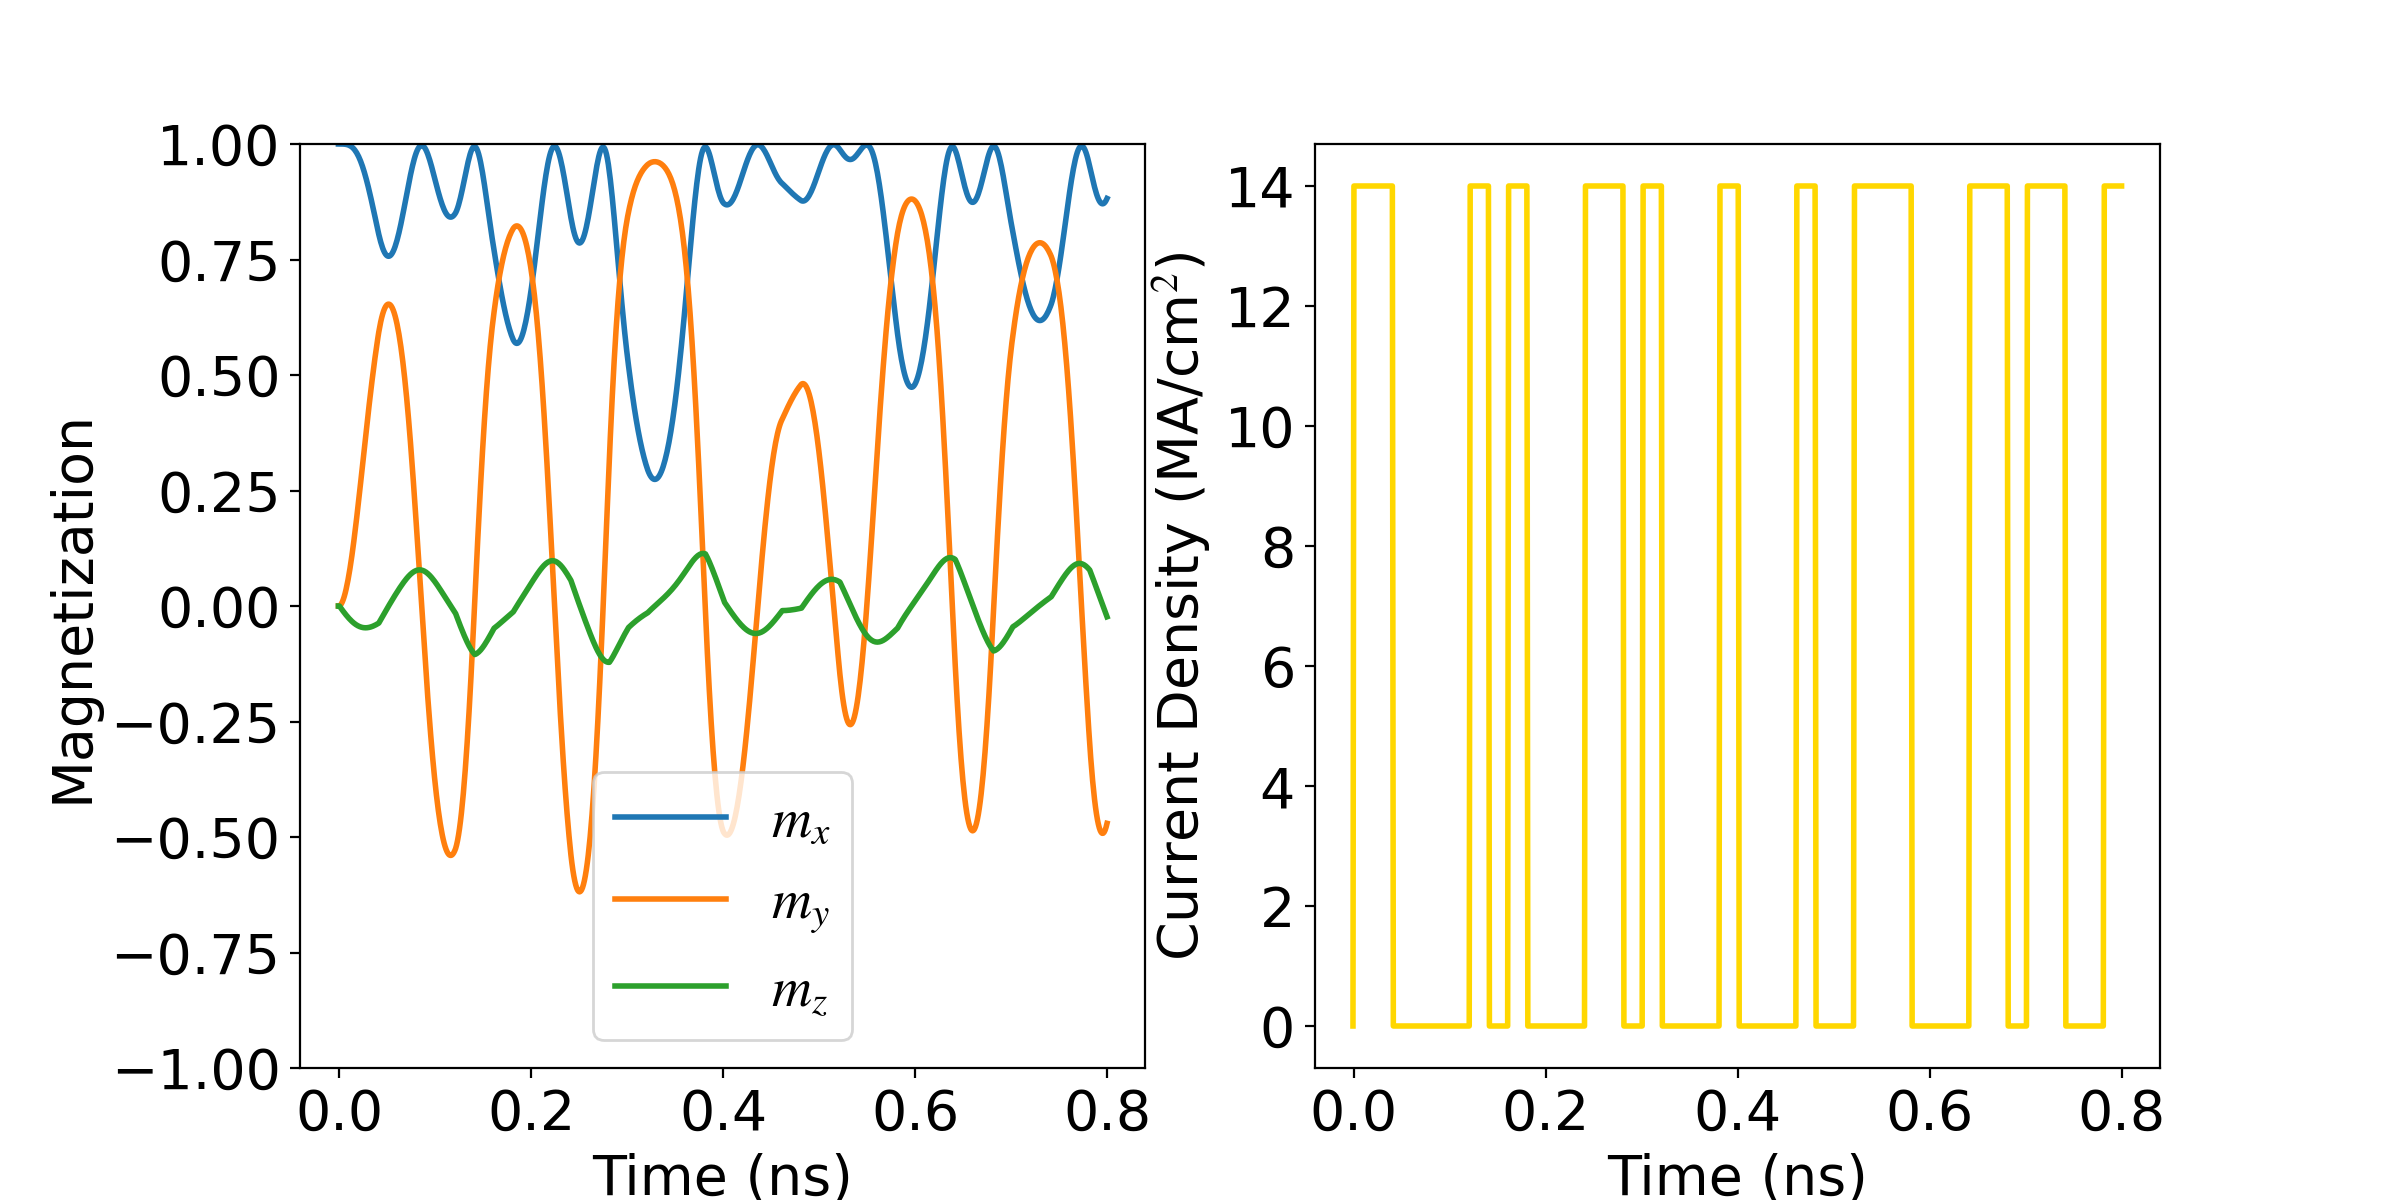 1.00
0.75
0.50
0.25
0.00
−0.25
−0.50
−0.75
−1.00
Magnetization
0.0 0.2 0.4 0.6 0.8
Time (ns)
m_x
m_y
m_z
14
12
10
8
6
4
2
0
Current Density (MA/cm²)
0.0 0.2 0.4 0.6 0.8
Time (ns)